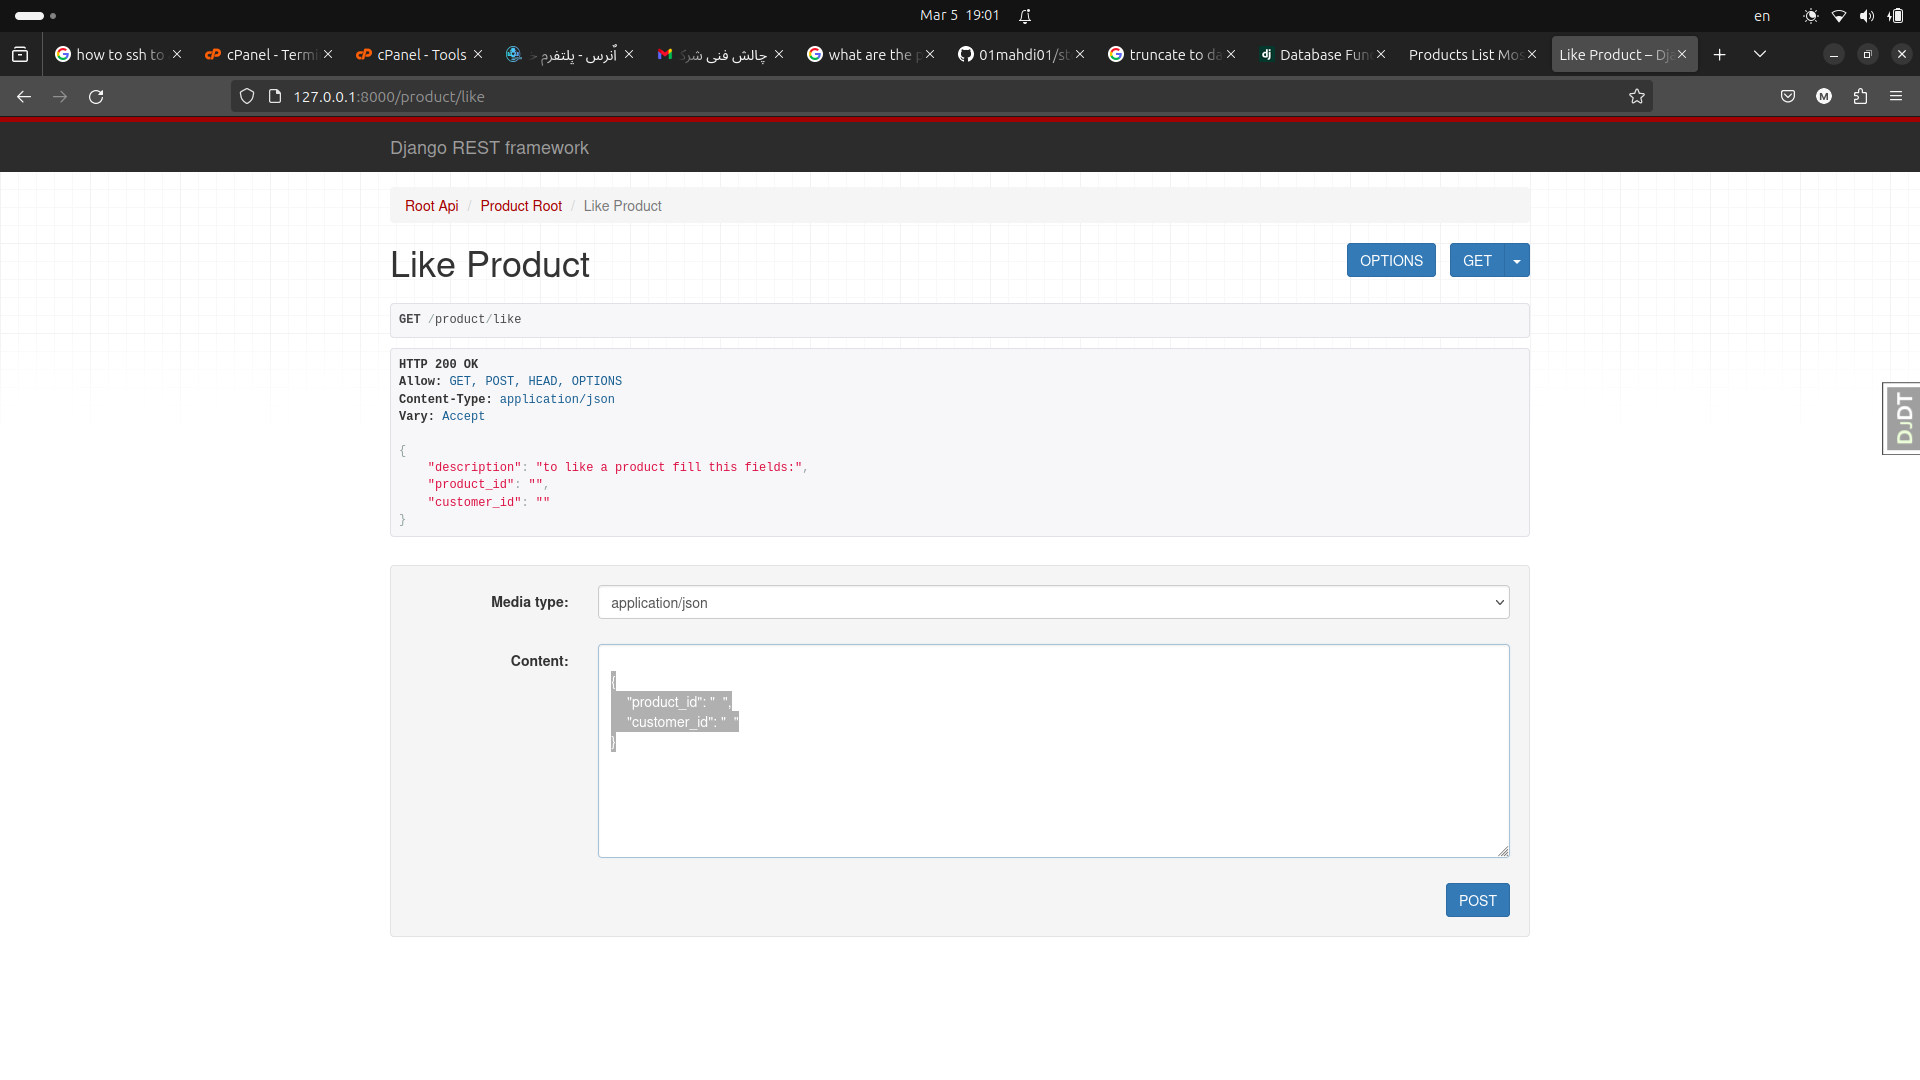 Mar 5 19:01
en
how to ssh to
cPanel - Termi
cPanel - Tools
آنرس - پلتفرم
چالش فنی شرک
what are the p
01mahdi01/st
truncate to da
Database Fun
Products List Mos
Like Product – Dja
127.0.0.1:8000/product/like
M
Django REST framework
Root Api / Product Root / Like Product
Like Product
OPTIONS
GET
GET /product/like
HTTP 200 OK
Allow: GET, POST, HEAD, OPTIONS
Content-Type: application/json
Vary: Accept
{
"description": "to like a product fill this fields:",
"product_id": "",
"customer_id": ""
}
DJDT
Media type:
application/json
Content:
{
"product_id": "  ",
"customer_id": "  "
}
POST